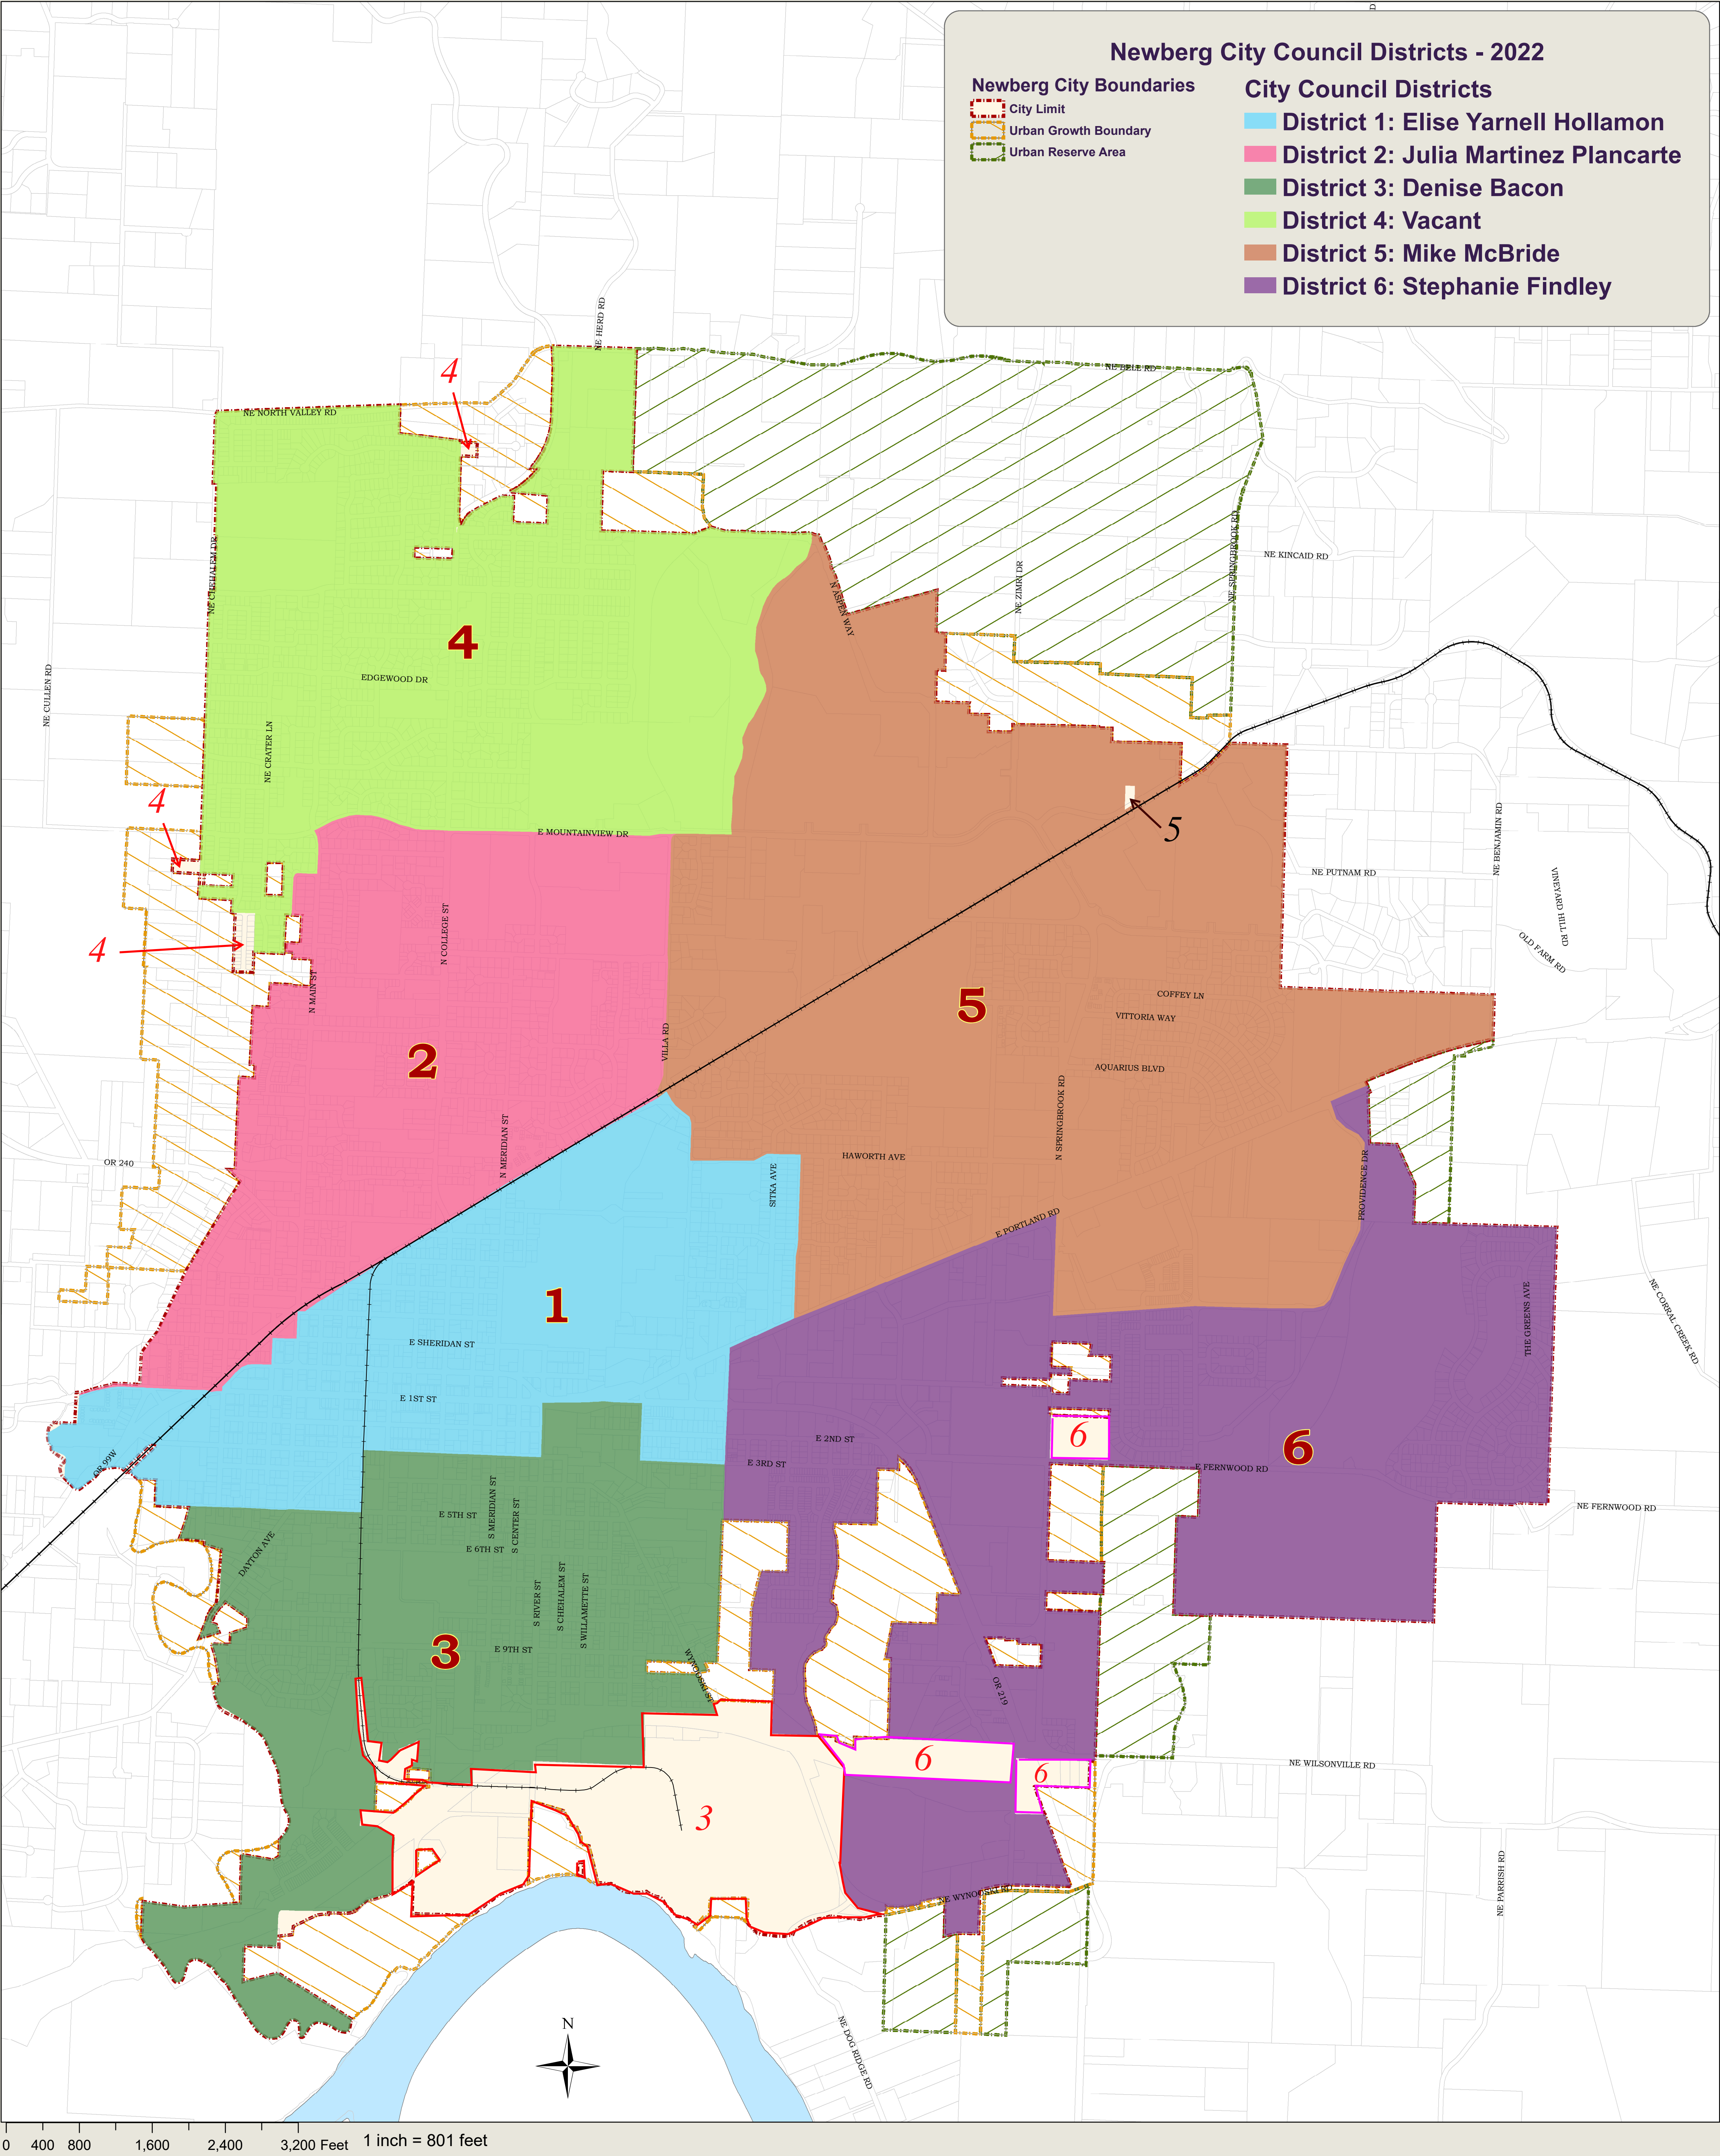 D
Newberg City Council Districts - 2022
Newberg City Boundaries
City Limit
Urban Growth Boundary
Urban Reserve Area
City Council Districts
District 1: Elise Yarnell Hollamon
District 2: Julia Martinez Plancarte
District 3: Denise Bacon
District 4: Vacant
District 5: Mike McBride
District 6: Stephanie Findley
NE HERD RD
NE BELL RD
4
NE NORTH VALLEY RD
NE CHEHALEM DR
NE SPRINGBROOK RD
NE KINCAID RD
NE ZIMRI DR
N ASPEN WAY
4
EDGEWOOD DR
NE CULLEN RD
NE CRATER LN
4
5
E MOUNTAINVIEW DR
NE BENJAMIN RD
NE PUTNAM RD
VINEYARD HILL RD
OLD FARM RD
4
N COLLEGE ST
N MAIN ST
COFFEY LN
5
VITTORIA WAY
VILLA RD
2
AQUARIUS BLVD
N SPRINGBROOK RD
N MERIDIAN ST
HAWORTH AVE
OR 240
SITKA AVE
PROVIDENCE DR
E PORTLAND RD
1
THE GREENS AVE
NE CORRAL CREEK RD
E SHERIDAN ST
E 1ST ST
6
E 2ND ST
6
OR 99W
E 3RD ST
E FERNWOOD RD
NE FERNWOOD RD
E 5TH ST
S MERIDIAN ST
S CENTER ST
DAYTON AVE
E 6TH ST
S RIVER ST
S CHEHALEM ST
S WILLAMETTE ST
3
E 9TH ST
WYNOOSKI ST
OR 219
6
6
NE WILSONVILLE RD
3
NE PARRISH RD
NE WYNOOSKI RD
NE DOG RIDGE RD
N
0 400 800 1,600 2,400 3,200 Feet
1 inch = 801 feet